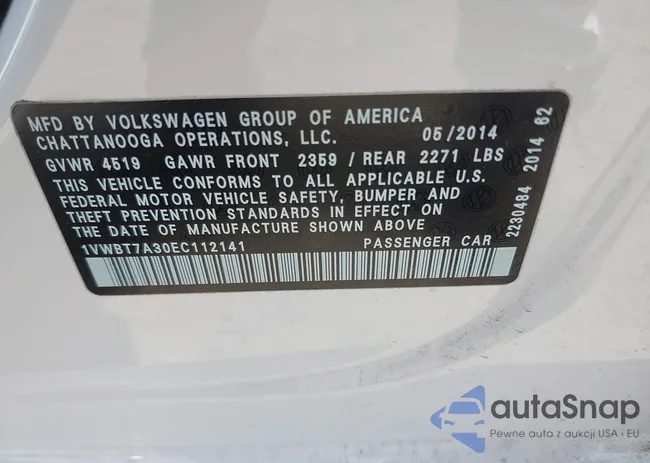 MFD BY VOLKSWAGEN GROUP OF AMERICA
CHATTANOOGA OPERATIONS, LLC. 05/2014
GVWR 4519 GAWR FRONT 2359 / REAR 2271 LBS
THIS VEHICLE CONFORMS TO ALL APPLICABLE U.S.
FEDERAL MOTOR VEHICLE SAFETY, BUMPER AND
THEFT PREVENTION STANDARDS IN EFFECT ON
THE DATE OF MANUFACTURE SHOWN ABOVE
1VWBT7A30EC112141 PASSENGER CAR
2230484 2014 62
autaSnap
Pewne auta z aukcji USA i EU